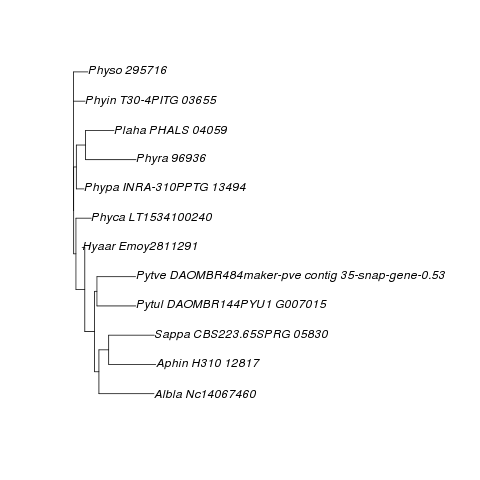 Physo 295716
Phyin T30-4PITG 03655
Plaha PHALS 04059
Phyra 96936
Phypa INRA-310PPTG 13494
Phyca LT1534100240
Hyaar Emoy2811291
Pytve DAOMBR484maker-pve contig 35-snap-gene-0.53
Pytul DAOMBR144PYU1 G007015
Sappa CBS223.65SPRG 05830
Aphin H310 12817
Albla Nc14067460